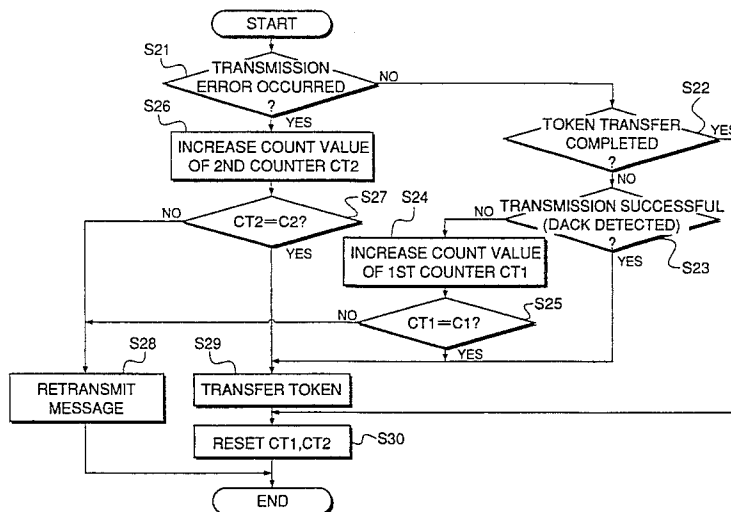 START
S21
TRANSMISSION
ERROR OCCURRED
?
NO
YES
S22
TOKEN TRANSFER
COMPLETED
?
YES
NO
S26
INCREASE COUNT VALUE
OF 2ND COUNTER CT2
S27
CT2=C2?
NO
YES
TRANSMISSION SUCCESSFUL
(DACK DETECTED)
?
NO
YES
S23
S24
INCREASE COUNT VALUE
OF 1ST COUNTER CT1
S25
CT1=C1?
NO
YES
S28
RETRANSMIT
MESSAGE
S29
TRANSFER TOKEN
RESET CT1,CT2
S30
END